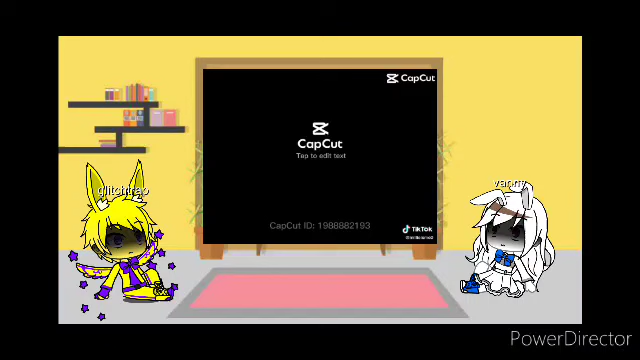 CapCut
CapCut
Tap to edit text
glitchtrap
vanny
CapCut ID: 1988882193
TikTok
PowerDirector